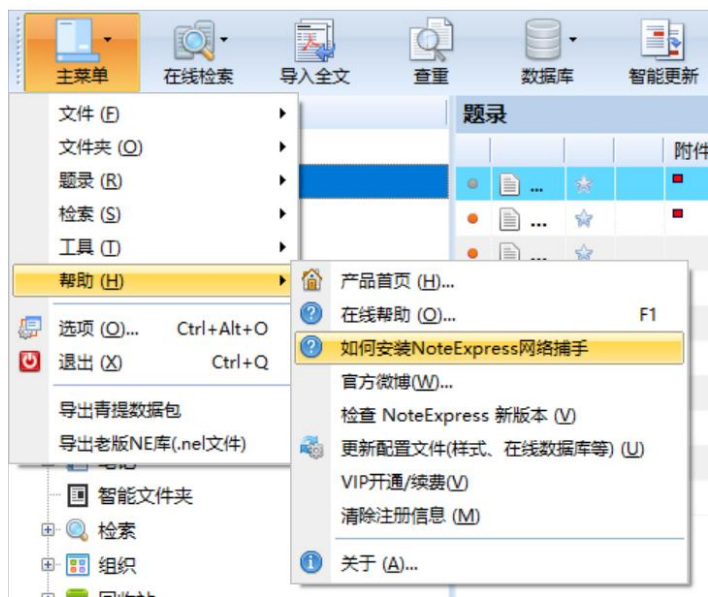 主菜单
在线检索
导入全文
查重
数据库
智能更新
文件 (F)
文件夹 (O)
题录 (R)
检索 (S)
工具 (T)
帮助 (H)
选项 (O)... Ctrl+Alt+O
退出 (X) Ctrl+Q
导出青提数据包
导出老版NE库(.nel文件)
题录
附件
...
...
...
产品首页 (H)...
在线帮助 (O)... F1
如何安装NoteExpress网络捕手
官方微博(W)...
检查 NoteExpress 新版本 (V)
更新配置文件(样式、在线数据库等) (U)
VIP开通/续费(V)
清除注册信息 (M)
关于 (A)...
智能文件夹
检索
组织